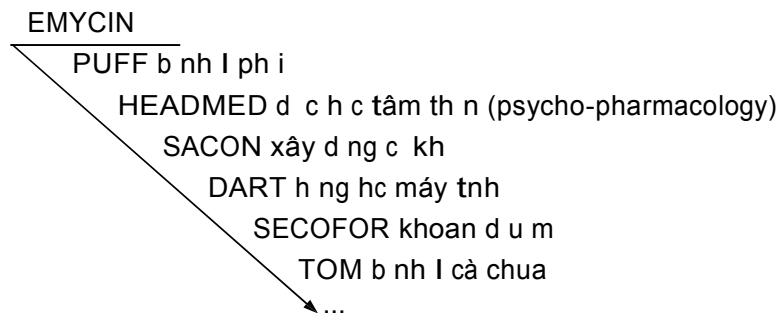 EMYCIN
PUFF b nh l ph i
HEADMED d c h c tâm th n (psycho-pharmacology)
SACON xây d ng c kh
DART h ng hc máy tnh
SECOFOR khoan d u m
TOM b nh l cà chua
...